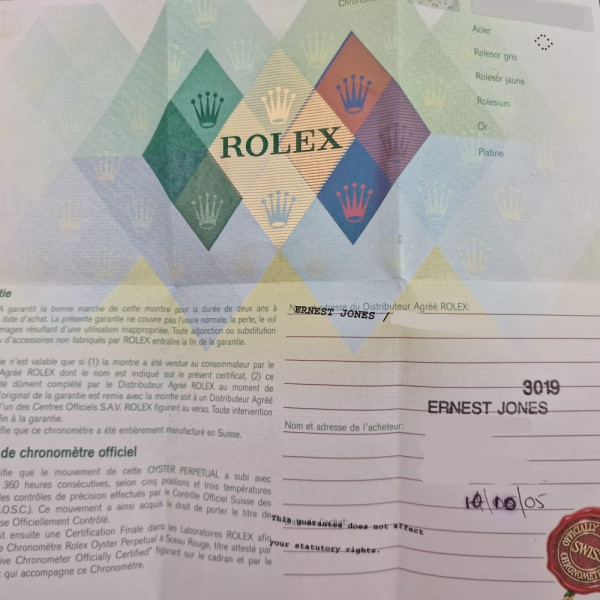 Chronomè
Acier
Rolesor gris
Rolesor jaune
Rolesium
Or
Platine
ROLEX
tie
A garantit la bonne marche de cette montre pour la durée de deux ans à
date d'achat. La présente garantie ne couvre pas l'usure normale, la perte, le vol
mages résultant d'une utilisation inappropriée. Toute adjonction ou substitution
d'accessoires non fabriqués par ROLEX entraîne la fin de la garantie.
ie n'est valable que si (1) la montre a été vendue au consommateur par le
Agréé ROLEX dont le nom est indiqué sur le présent certificat, (2) ce
té dûment complété par le Distributeur Agréé ROLEX au moment de
l'original de la garantie est remis avec la montre soit à un Distributeur Agréé
l'un des Centres Officiels S.A.V. ROLEX figurant au verso. Toute intervention
fin à la garantie.
ifie que ce chronomètre a été entièrement manufacturé en Suisse.
de chronomètre officiel
tifie que le mouvement de cette OYSTER PERPETUAL a subi avec
360 heures consécutives, selon cinq positions et trois températures
les contrôles de précision effectués par le Contrôle Officiel Suisse des
.O.S.C.). Ce mouvement a ainsi acquis le droit de porter le titre de
se Officiellement Contrôlé.
it ensuite une Certification Finale dans les Laboratoires ROLEX afin
e Chronomètre Rolex Oyster Perpetual à Sceau Rouge, titre attesté par
ive Chronometer Officially Certified" figurant sur le cadran et par le
qui accompagne ce Chronomètre.
adresse du Distributeur Agréé ROLEX:
ERNEST JONES /
3019
ERNEST JONES
Nom et adresse de l'acheteur:
10/10/05
This guarantee does not affect
your statutory rights.
OFFICIALLY
SWISS
CHRONOMETE